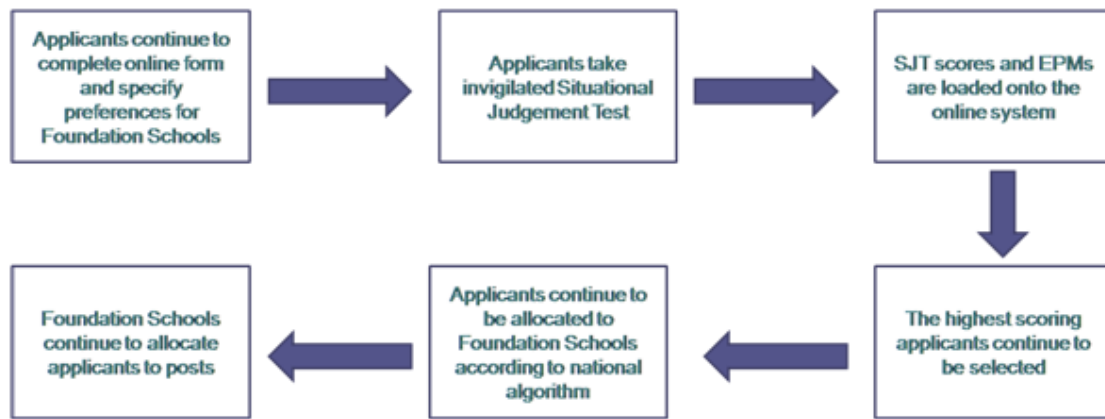 Applicants continue to
complete online form
and specify
preferences for
Foundation Schools
Applicants take
invigilated Situational
Judgement Test
SJT scores and EPMs
are loaded onto the
online system
The highest scoring
applicants continue to
be selected
Applicants continue to
be allocated to
Foundation Schools
according to national
algorithm
Foundation Schools
continue to allocate
applicants to posts